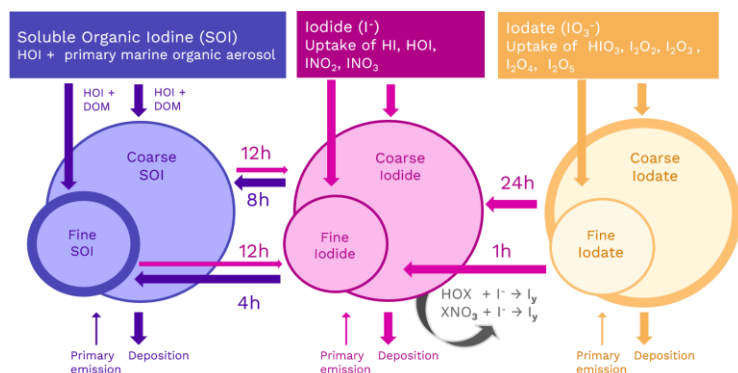 Soluble Organic Iodine (SOI)
HOI + primary marine organic aerosol
Iodide (I⁻)
Uptake of HI, HOI,
INO₂, INO₃
Iodate (IO₃⁻)
Uptake of HIO₃, I₂O₂, I₂O₃ ,
I₂O₄, I₂O₅
HOI +
DOM
HOI +
DOM
Coarse
SOI
12h
8h
Coarse
Iodide
24h
Coarse
Iodate
Fine
SOI
12h
4h
Fine
Iodide
1h
Fine
Iodate
HOX + I⁻ → Iᵧ
XNO₃ + I⁻ → Iᵧ
Primary
emission
Deposition
Primary
emission
Deposition
Primary
emission
Deposition